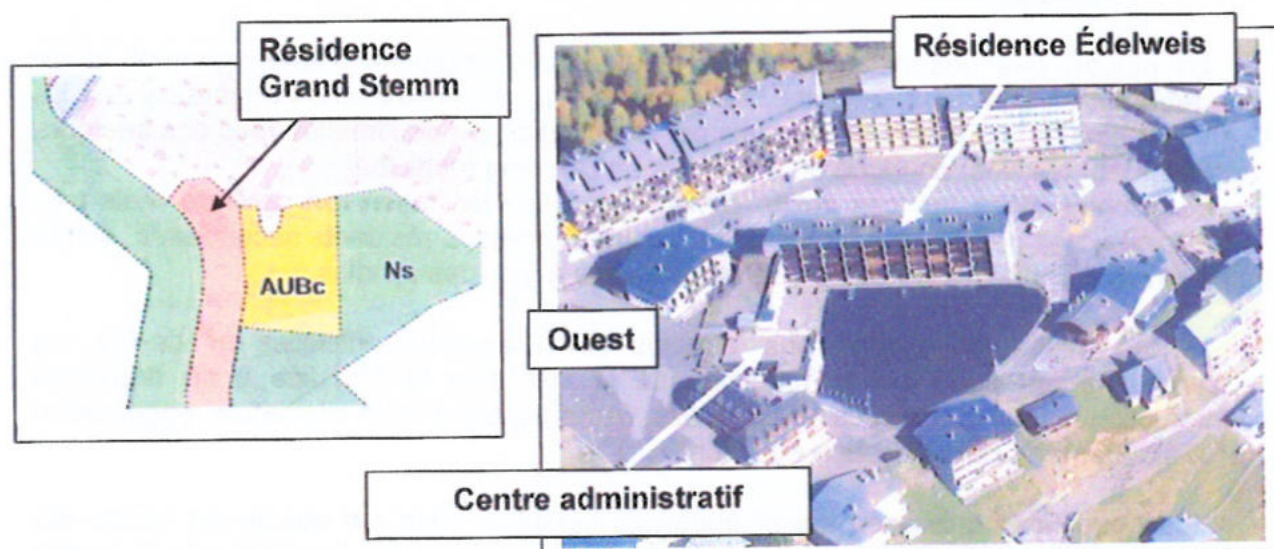 Résidence
Grand Stemm
AUBc
Ns
Résidence Édelweis
Ouest
Centre administratif